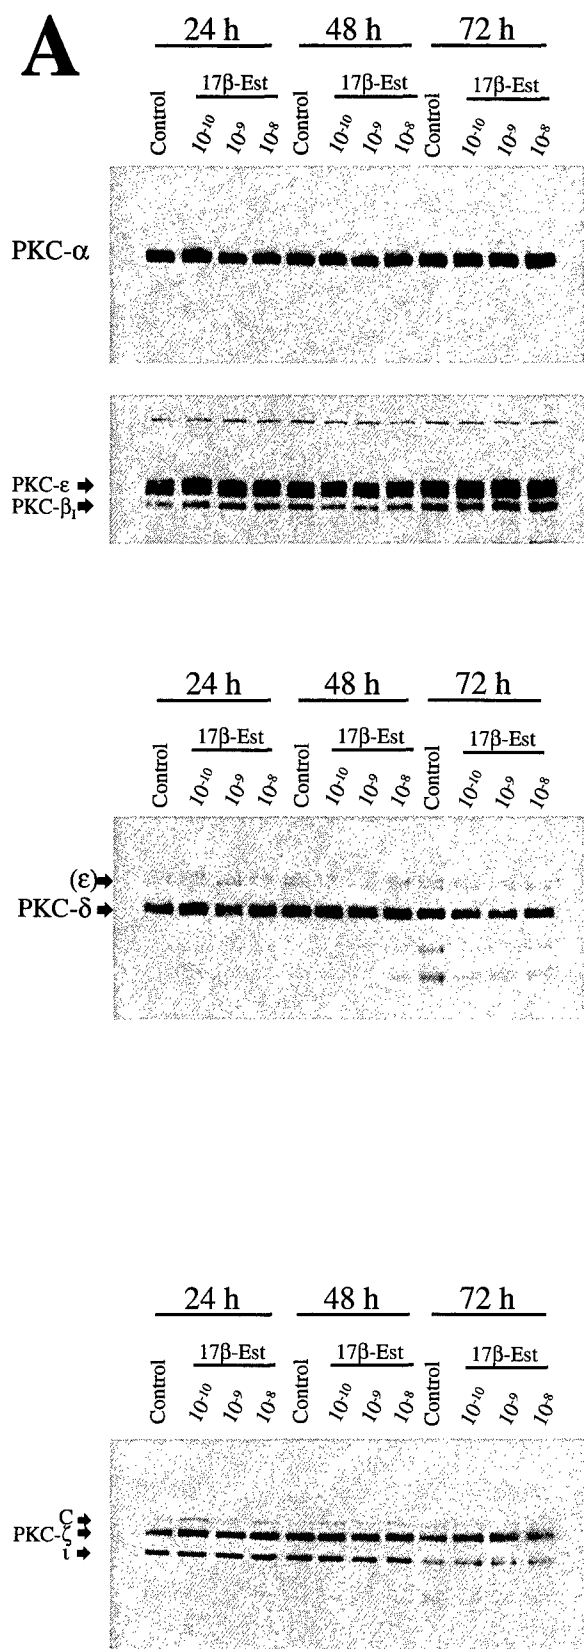 A
24 h 48 h 72 h
17β-Est 17β-Est 17β-Est
Control 10-10 10-9 10-8 Control 10-10 10-9 10-8 Control 10-10 10-9 10-8
PKC-α
PKC-ε
PKC-β1
24 h 48 h 72 h
17β-Est 17β-Est 17β-Est
Control 10-10 10-9 10-8 Control 10-10 10-9 10-8 Control 10-10 10-9 10-8
(ε)
PKC-δ
24 h 48 h 72 h
17β-Est 17β-Est 17β-Est
Control 10-10 10-9 10-8 Control 10-10 10-9 10-8 Control 10-10 10-9 10-8
C
PKC-ζ
ι